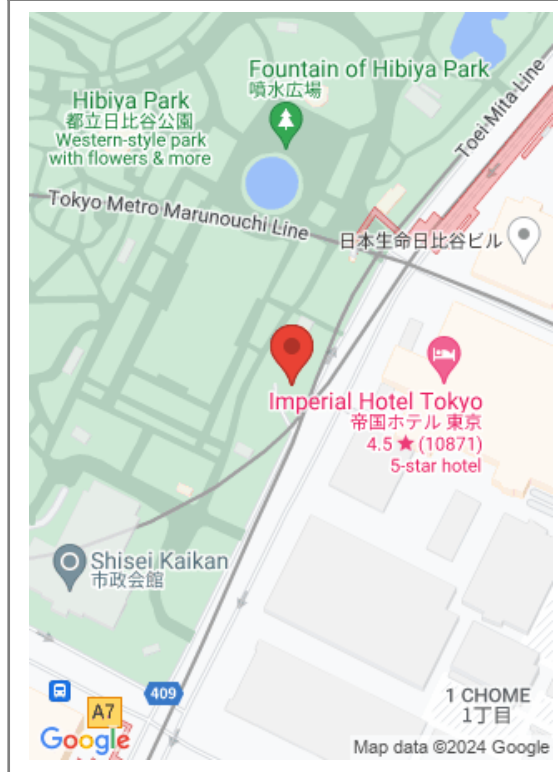 Fountain of Hibiya Park
噴水広場
Hibiya Park
都立日比谷公園
Western-style park
with flowers & more
Toei Mita Line
Tokyo Metro Marunouchi Line
日本生命日比谷ビル
Imperial Hotel Tokyo
帝国ホテル 東京
4.5 ★ (10871)
5-star hotel
Shisei Kaikan
市政会館
409
A7
1 CHOME
1丁目
Google
Map data ©2024 Google